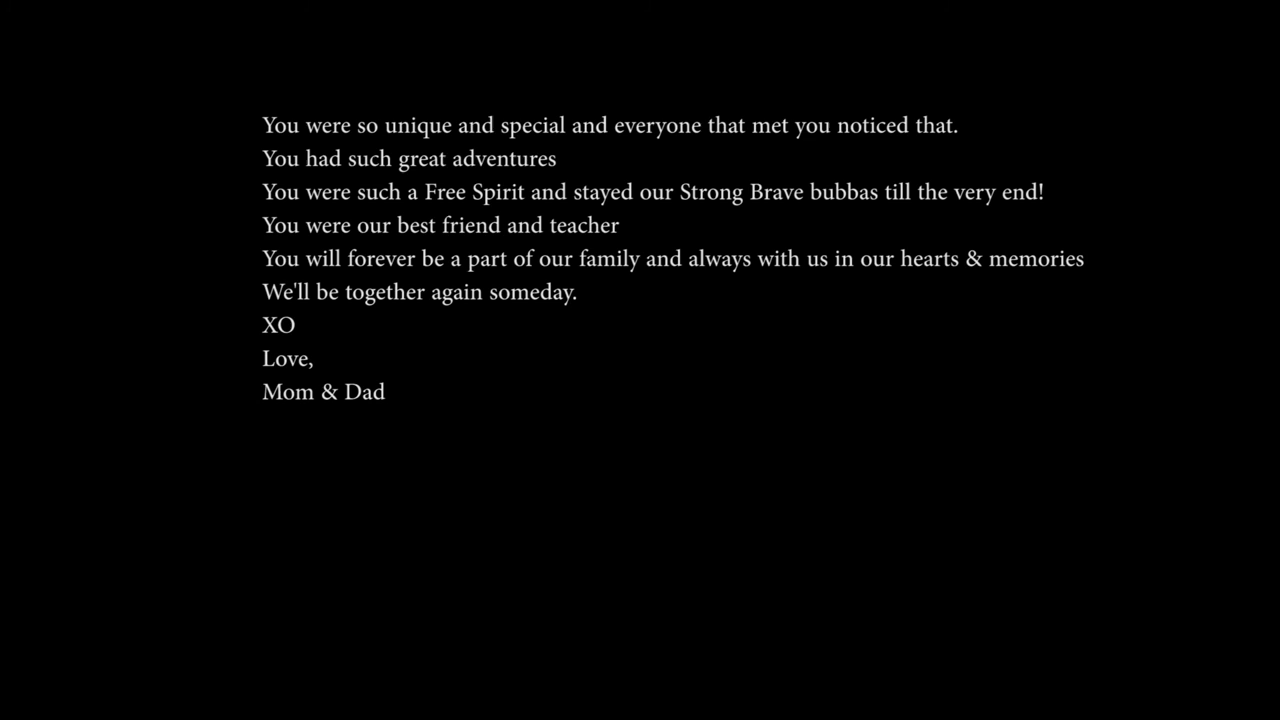 You were so unique and special and everyone that met you noticed that.
You had such great adventures
You were such a Free Spirit and stayed our Strong Brave bubbas till the very end!
You were our best friend and teacher
You will forever be a part of our family and always with us in our hearts & memories
We'll be together again someday.
XO
Love,
Mom & Dad